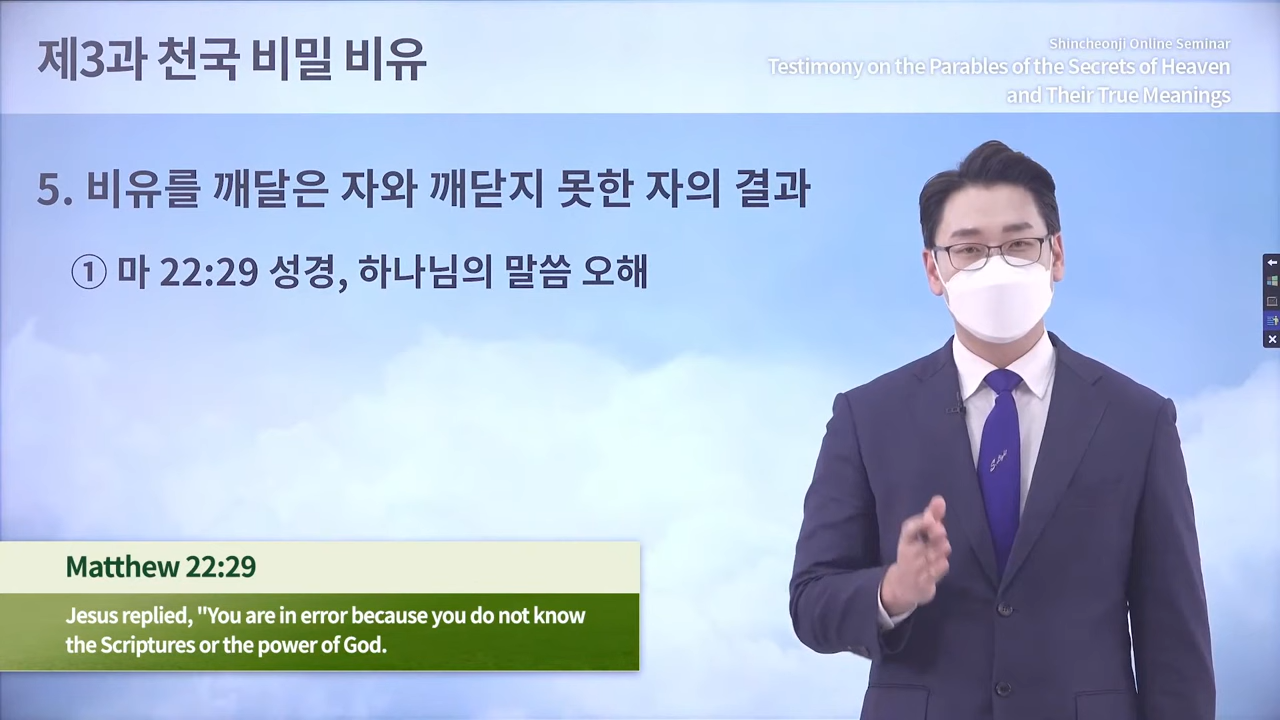 제3과 천국 비밀 비유
Shincheonji Online Seminar
Testimony on the Parables of the Secrets of Heaven
and Their True Meanings
5. 비유를 깨달은 자와 깨닫지 못한 자의 결과
① 마 22:29 성경, 하나님의 말씀 오해
Matthew 22:29
Jesus replied, "You are in error because you do not know
the Scriptures or the power of God.